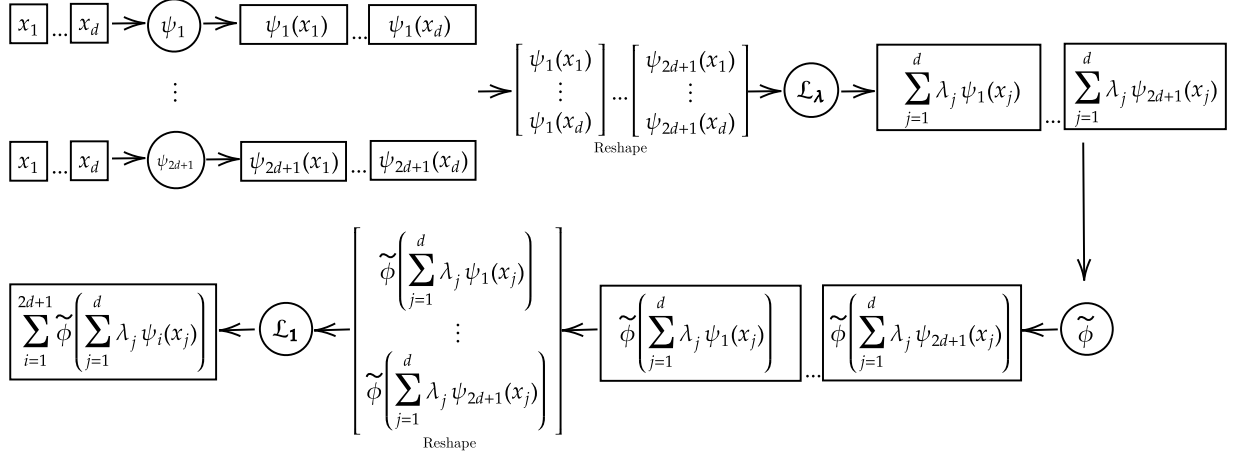 x_1 ... x_d → ψ_1 → ψ_1(x_1) ... ψ_1(x_d)
⋮
x_1 ... x_d → ψ_{2d+1} → ψ_{2d+1}(x_1) ... ψ_{2d+1}(x_d)
→ [ψ_1(x_1) ⋮ ψ_1(x_d)] ... [ψ_{2d+1}(x_1) ⋮ ψ_{2d+1}(x_d)] → 𝓛_λ → ∑_{j=1}^{d} λ_j ψ_1(x_j) ... ∑_{j=1}^{d} λ_j ψ_{2d+1}(x_j)
Reshape
φ̃
φ̃(∑_{j=1}^{d} λ_j ψ_1(x_j)) ... φ̃(∑_{j=1}^{d} λ_j ψ_{2d+1}(x_j))
[φ̃(∑_{j=1}^{d} λ_j ψ_1(x_j)) ⋮ φ̃(∑_{j=1}^{d} λ_j ψ_{2d+1}(x_j))]
Reshape
𝓛_1
∑_{i=1}^{2d+1} φ̃(∑_{j=1}^{d} λ_j ψ_i(x_j))